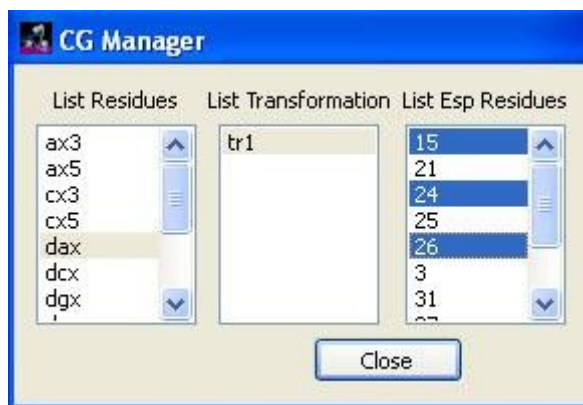 CG Manager
List Residues
List Transformation
List Esp Residues
ax3
ax5
cx3
cx5
dax
dcx
dgx
tr1
15
21
24
25
26
3
31
Close